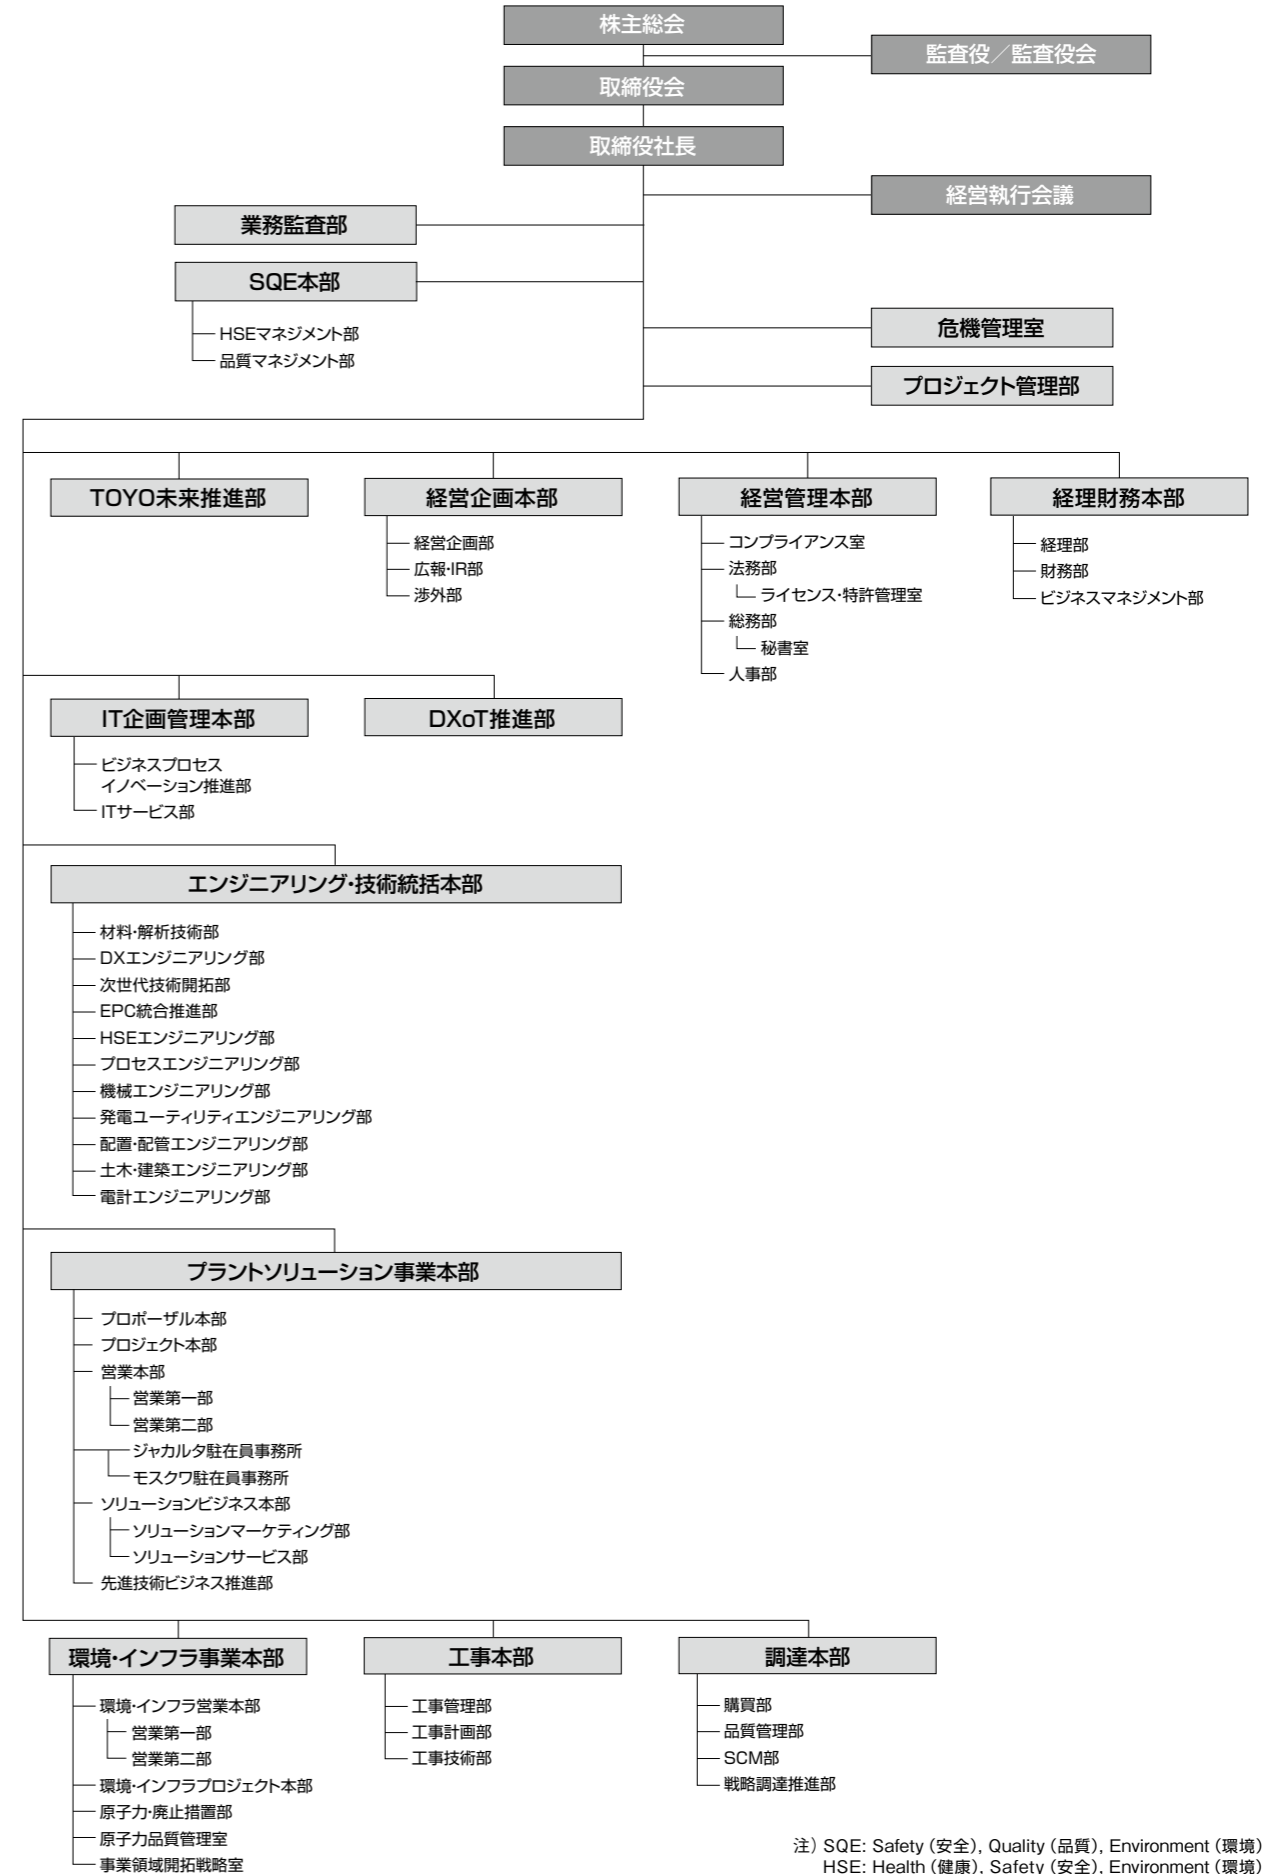 株主総会
監査役／監査役会
取締役会
取締役社長
経営執行会議
業務監査部
SQE本部
HSEマネジメント部
品質マネジメント部
危機管理室
プロジェクト管理部
TOYO未来推進部
経営企画本部
経営企画部
広報・IR部
渉外部
経営管理本部
コンプライアンス室
法務部
ライセンス・特許管理室
総務部
秘書室
人事部
経理財務本部
経理部
財務部
ビジネスマネジメント部
IT企画管理本部
ビジネスプロセス
イノベーション推進部
ITサービス部
DXoT推進部
エンジニアリング・技術統括本部
材料・解析技術部
DXエンジニアリング部
次世代技術開拓部
EPC統合推進部
HSEエンジニアリング部
プロセスエンジニアリング部
機械エンジニアリング部
発電ユーティリティエンジニアリング部
配置・配管エンジニアリング部
土木・建築エンジニアリング部
電計エンジニアリング部
プラントソリューション事業本部
プロポーザル本部
プロジェクト本部
営業本部
営業第一部
営業第二部
ジャカルタ駐在員事務所
モスクワ駐在員事務所
ソリューションビジネス本部
ソリューションマーケティング部
ソリューションサービス部
先進技術ビジネス推進部
環境・インフラ事業本部
環境・インフラ営業本部
営業第一部
営業第二部
環境・インフラプロジェクト本部
原子力・廃止措置部
原子力品質管理室
事業領域開拓戦略室
工事本部
工事管理部
工事計画部
工事技術部
調達本部
購買部
品質管理部
SCM部
戦略調達推進部
注）SQE: Safety（安全）, Quality（品質）, Environment（環境）
HSE: Health（健康）, Safety（安全）, Environment（環境）